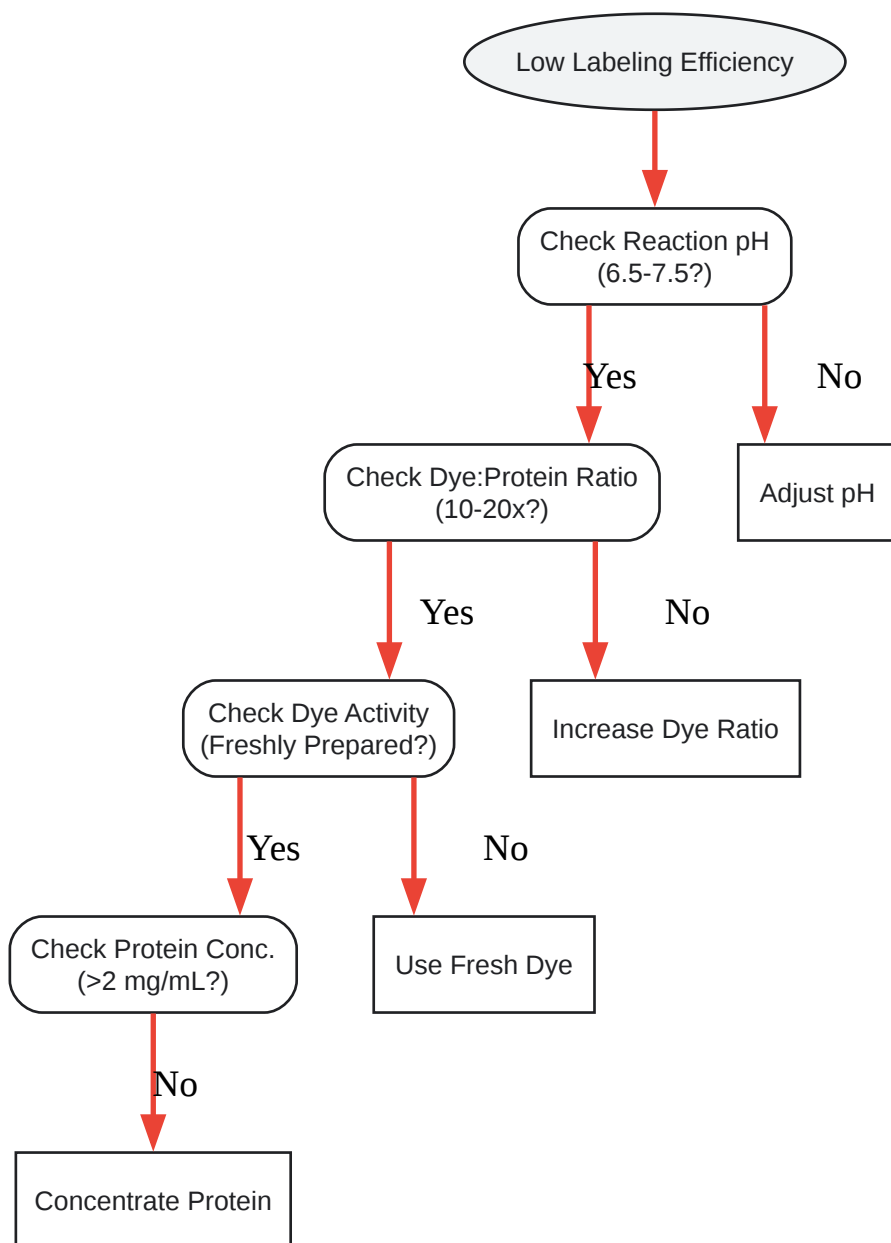 Low Labeling Efficiency
Check Reaction pH
(6.5-7.5?)
Yes
No
Check Dye:Protein Ratio
(10-20x?)
Adjust pH
Yes
No
Check Dye Activity
(Freshly Prepared?)
Increase Dye Ratio
Yes
No
Check Protein Conc.
(>2 mg/mL?)
Use Fresh Dye
No
Concentrate Protein